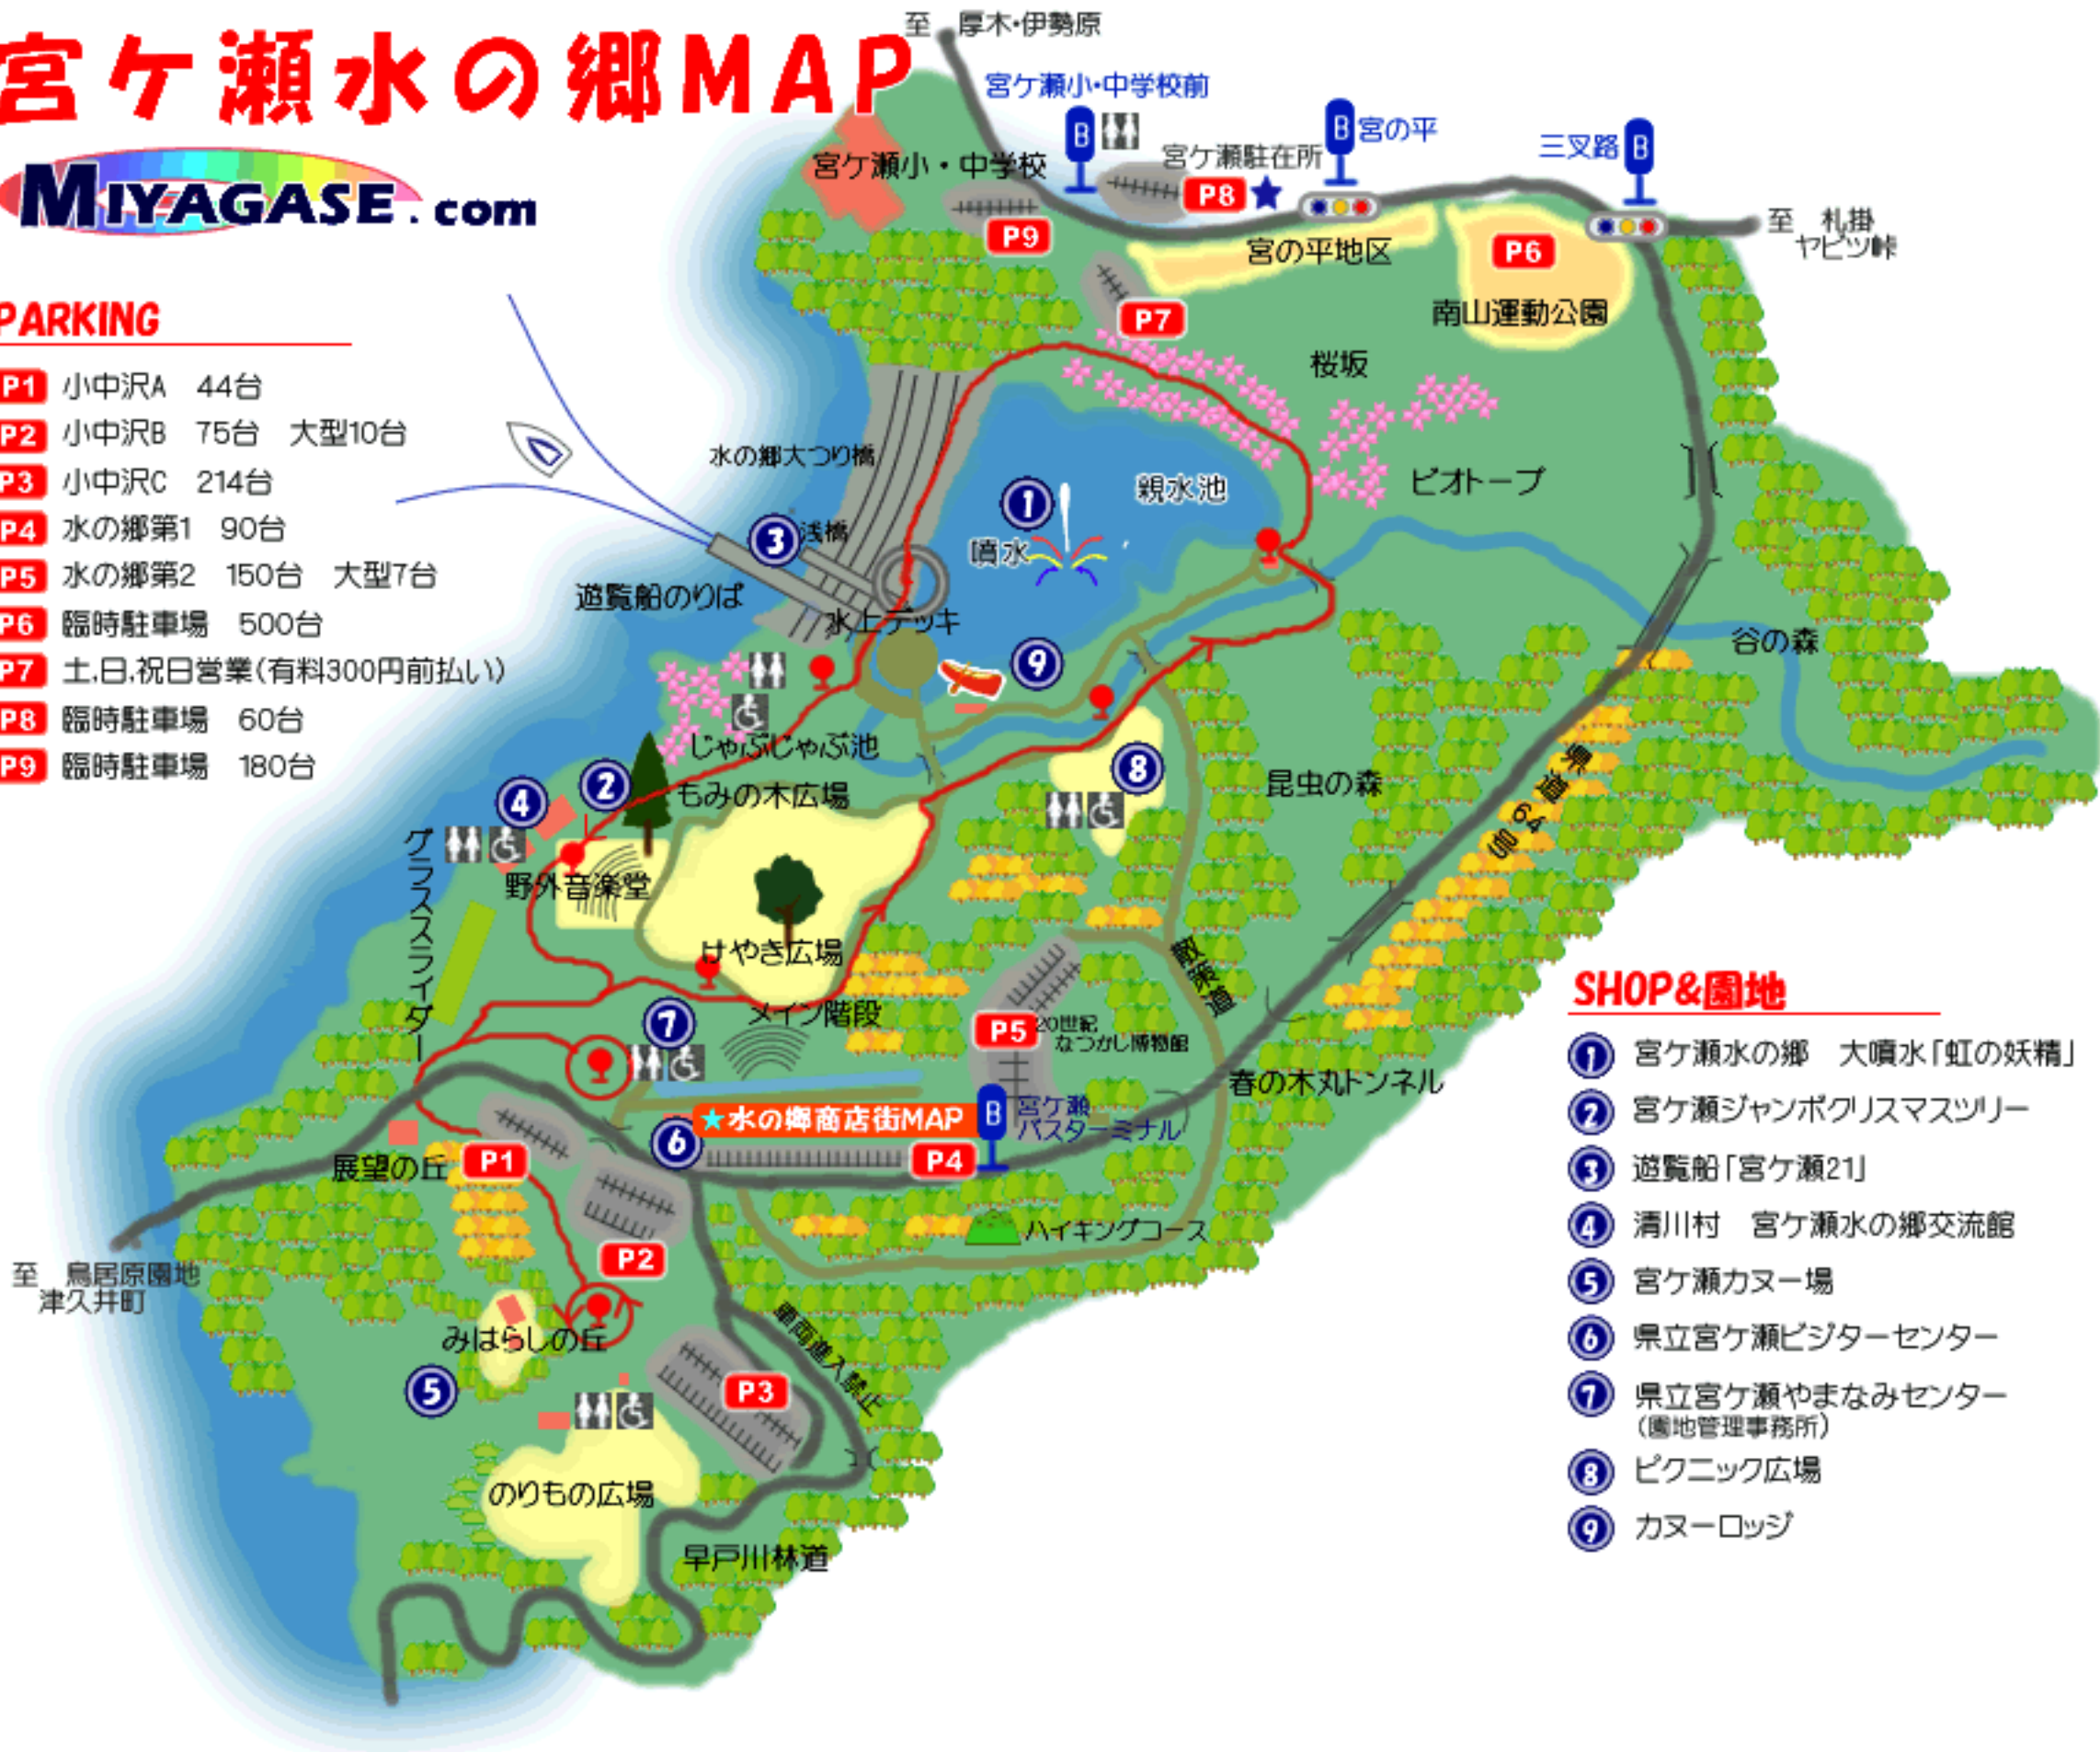 宮ケ瀬水の郷MAP
MIYAGASE.com
PARKING
P1 小中沢A 44台
P2 小中沢B 75台 大型10台
P3 小中沢C 214台
P4 水の郷第1 90台
P5 水の郷第2 150台 大型7台
P6 臨時駐車場 500台
P7 土,日,祝日営業(有料300円前払い)
P8 臨時駐車場 60台
P9 臨時駐車場 180台
至 厚木・伊勢原
宮ケ瀬小・中学校前
B
宮ケ瀬小・中学校
宮ケ瀬駐在所
P8
B
宮の平
三叉路
B
至 札掛
ヤビツ峠
P9
宮の平地区
P6
南山運動公園
P7
桜坂
水の郷大つり橋
1
親水池
ビオトープ
3
浅橋
噴水
遊覧船のりば
水上デッキ
9
谷の森
じゃぶじゃぶ池
もみの木広場
8
昆虫の森
県道64号
4
2
グラススライダー
野外音楽堂
けやき広場
散策道
7
メイン階段
P5
20世紀
なつかし博物館
春の木丸トンネル
★水の郷商店街MAP
B
宮ケ瀬
バスターミナル
6
P4
展望の丘
P1
P2
ハイキングコース
至 鳥居原園地
津久井町
みはらしの丘
車両進入禁止
5
P3
のりもの広場
早戸川林道
SHOP&園地
1 宮ケ瀬水の郷 大噴水「虹の妖精」
2 宮ケ瀬ジャンボクリスマスツリー
3 遊覧船「宮ケ瀬21」
4 清川村 宮ケ瀬水の郷交流館
5 宮ケ瀬カヌー場
6 県立宮ケ瀬ビジターセンター
7 県立宮ケ瀬やまなみセンター
(園地管理事務所)
8 ピクニック広場
9 カヌーロッジ